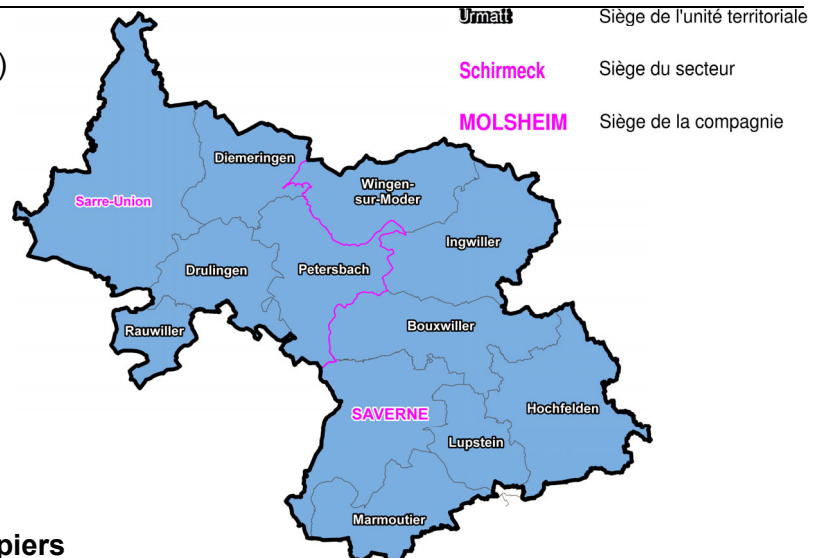 Urmatt Siège de l'unité territoriale
)
Schirmeck Siège du secteur
MOLSHEIM Siège de la compagnie
Diemeringen
Wingen-
sur-Moder
Sarre-Union
Ingwiller
Drulingen
Petersbach
Rauwiller
Bouxwiller
SAVERNE
Hochfelden
Lupstein
Marmoutier
piers